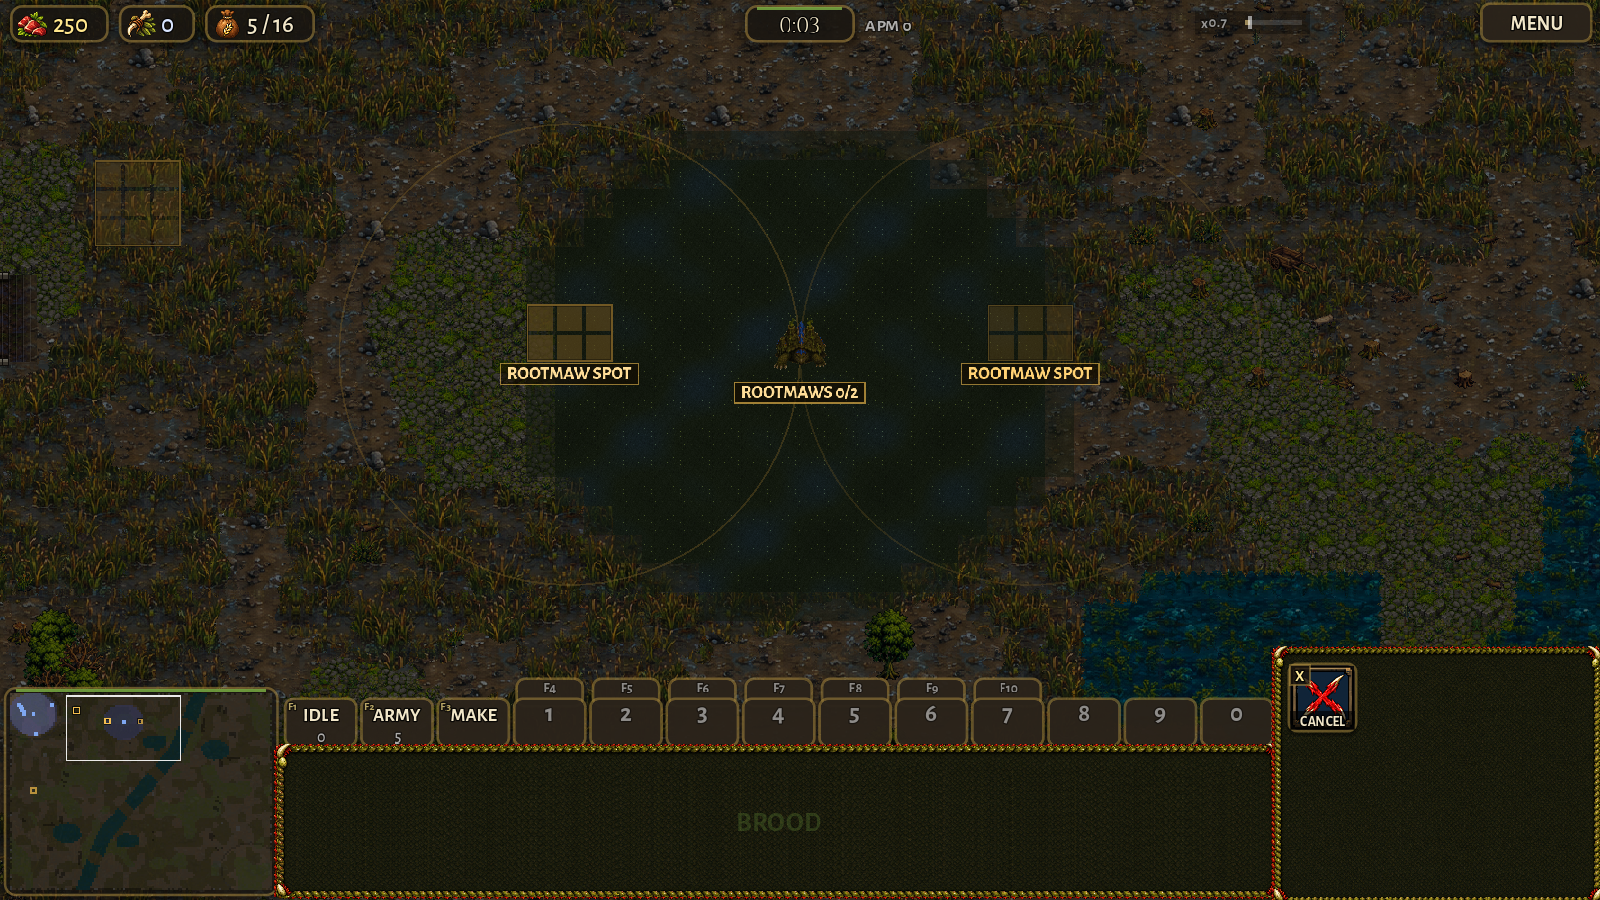 250
0
5/16
0:03
APM 0
x0.7
MENU
ROOTMAW SPOT
ROOTMAWS 0/2
ROOTMAW SPOT
F1 IDLE 0
F2 ARMY 5
F3 MAKE
F4 1
F5 2
F6 3
F7 4
F8 5
F9 6
F10 7
8
9
0
X
CANCEL
BROOD